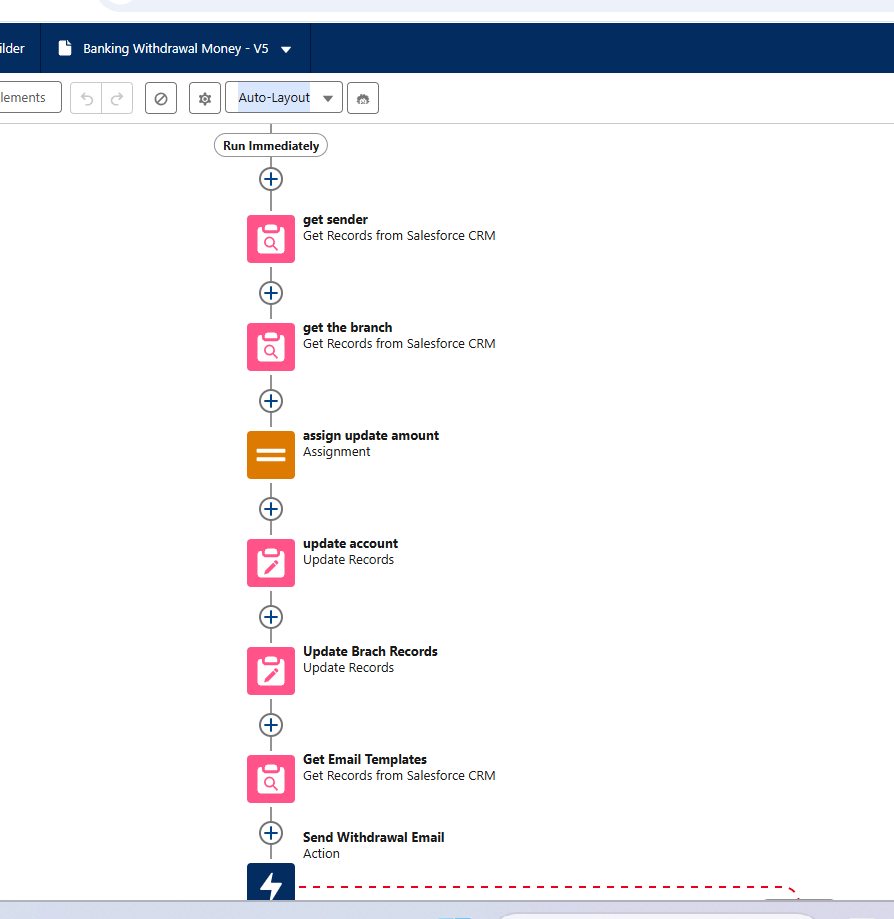 ilder
Banking Withdrawal Money - V5
lements
Auto-Layout
Run Immediately
get sender
Get Records from Salesforce CRM
get the branch
Get Records from Salesforce CRM
assign update amount
Assignment
update account
Update Records
Update Brach Records
Update Records
Get Email Templates
Get Records from Salesforce CRM
Send Withdrawal Email
Action